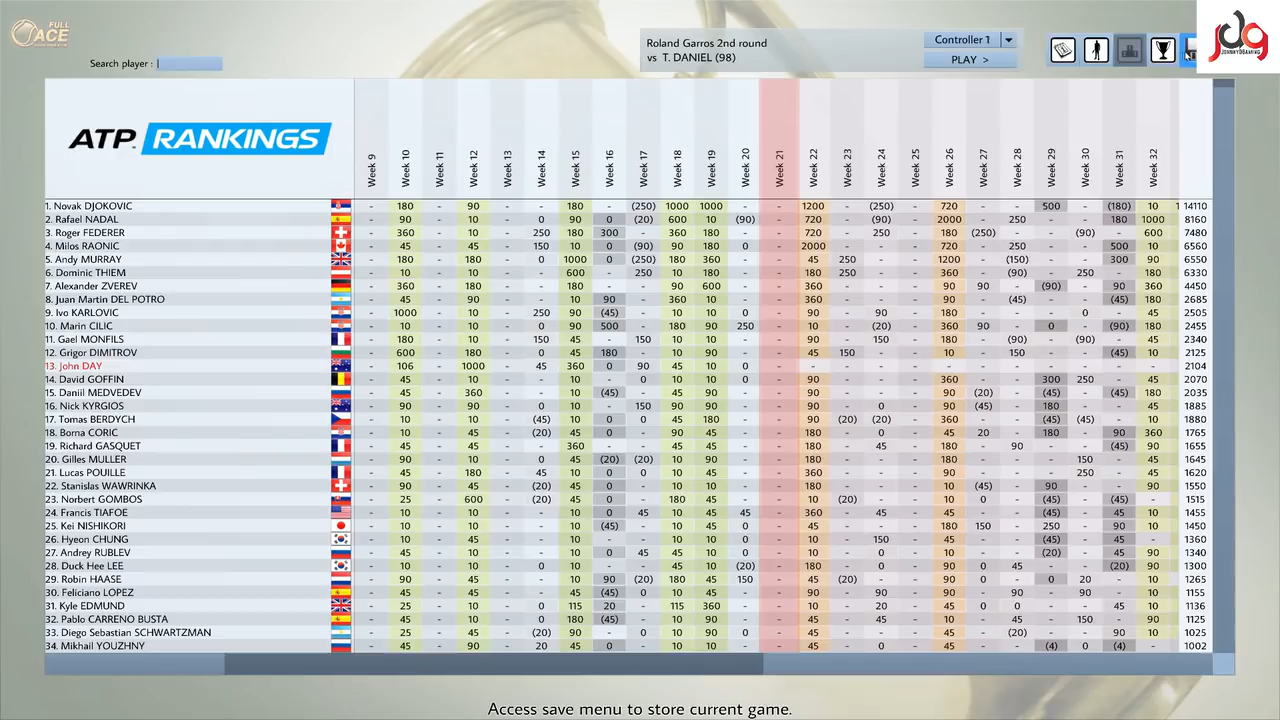 FULL ACE
Roland Garros 2nd round
vs T. DANIEL (98)
Controller 1
PLAY >
JOHNNYDGAMING
Search player :
ATP RANKINGS
Week 9 Week 10 Week 11 Week 12 Week 13 Week 14 Week 15 Week 16 Week 17 Week 18 Week 19 Week 20 Week 21 Week 22 Week 23 Week 24 Week 25 Week 26 Week 27 Week 28 Week 29 Week 30 Week 31 Week 32
1. Novak DJOKOVIC - 180 - 90 - - 180 - (250) 1000 1000 - - 1200 - (250) - 720 - - 500 - (180) 10 1 14110
2. Rafael NADAL - 90 - 10 - 0 90 0 (20) 600 10 (90) - 720 - (90) - 2000 - 250 - - 180 1000 8160
3. Roger FEDERER - 360 - 10 - 250 180 300 - 360 180 - - 720 - 250 - 180 (250) - - (90) - 600 7480
4. Milos RAONIC - 45 - 45 - 150 10 0 (90) 90 180 0 - 2000 - - - 720 - 250 - - 500 10 6560
5. Andy MURRAY - 180 - 180 - 0 1000 0 (250) 180 360 - - 45 250 - - 1200 - (150) - - 300 90 6550
6. Dominic THIEM - 10 - 10 - - 600 - 250 10 180 - - 180 250 - - 360 - (90) - 250 - 180 6330
7. Alexander ZVEREV - 360 - 180 - - 180 - - 90 600 - - 360 - - - 360 90 - (90) - 90 360 4450
8. Juan Martin DEL POTRO - 45 - 90 - - 10 90 - 360 10 - - 360 - - - 90 - (45) - - (45) 180 2685
9. Ivo KARLOVIC - 1000 - 10 - 250 90 (45) - 10 10 0 - 90 - 90 - 180 - - - 0 - 45 2505
10. Marin CILIC - 10 - 10 - 0 90 500 - 180 90 250 - 10 - (20) - 360 90 - 0 - (90) 180 2455
11. Gael MONFILS - 180 - 10 - 150 45 - 150 10 10 - - 90 - 150 - 180 - (90) - (90) - 45 2340
12. Grigor DIMITROV - 600 - 180 - 0 10 180 - 10 90 - - 45 150 - - 10 - 150 - - (45) 10 2125
13. John DAY - 106 - 1000 - 45 360 0 90 10 10 0 - - - - - - - - - - - - 2104
14. David GOFFIN - 45 - 10 - - 10 - 0 10 10 0 - 90 - - - 360 - - 300 250 - 45 2070
15. Daniil MEDVEDEV - 45 - 360 - - 10 (45) - 45 90 - - 90 - - - 90 (20) - (45) - (45) 180 2035
16. Nick KYRGIOS - 90 - 90 - 0 10 - 150 90 90 - - 90 - 0 - 90 (45) - 180 - - 45 1885
17. Tomas BERDYCH - 10 - 10 - (45) 10 0 0 45 180 - - 90 (20) (20) - 360 - - (45) (45) - 10 1880
18. Borna CORIC - 10 - 10 - (20) 45 0 - 90 45 - - 180 - 0 - 45 20 - 180 - 90 360 1765
19. Richard GASQUET - 45 - 10 - - 360 - - 45 10 - - 180 - 45 - 180 - 90 - - (45) 90 1655
20. Gilles MULLER - 90 - 10 - 0 45 (20) (20) 10 90 - - 180 - - - 180 - - - 150 - 45 1645
21. Lucas POUILLE - 45 - 180 - 45 10 0 0 10 45 - - 360 - - - 90 - - - 250 - 10 1620
22. Stanislas WAWRINKA - 90 - 45 - (20) 45 0 - 10 10 - - 180 - - - 10 (45) - 90 - - 90 1550
23. Norbert GOMBOS - 25 - 600 - (20) 45 0 - 180 45 - - 10 (20) - - 10 0 - (45) - (45) - 1515
24. Francis TIAFOE - 10 - 10 - 0 10 0 45 10 45 45 - 360 - 45 - 10 - - (45) - 45 10 1455
25. Kei NISHIKORI - 10 - 10 - - 10 (45) - 10 45 0 - 45 - - - 180 150 - 250 - 90 10 1450
26. Hyeon CHUNG - 10 - 45 - - 10 - - 10 45 0 - 10 - 150 - 10 - - (45) - 45 - 1360
27. Andrey RUBLEV - 45 - 10 - - 10 0 45 45 10 0 - 10 - 0 - 10 0 - (20) - - 90 1340
28. Duck Hee LEE - 45 - 10 - 0 10 - - 45 10 (20) - 180 - 0 - 45 0 45 - - (20) 90 1300
29. Robin HAASE - 90 - 45 - - 10 90 (20) 180 45 150 - 45 (20) - - 45 0 - 0 20 - 10 1265
30. Feliciano LOPEZ - 10 - 45 - - 45 (45) 0 10 10 0 - 90 - 90 - 90 - 90 - 90 - 10 1155
31. Kyle EDMUND - 25 - 10 - 0 115 20 - 115 360 - - 10 - 20 - 45 0 0 - - 45 10 1136
32. Pablo CARRENO BUSTA - 10 - 10 - - 180 (45) - 10 10 0 - 45 - 45 - 10 - 45 - 150 - 90 1125
33. Diego Sebastian SCHWARTZMAN - 25 - 45 - (20) 90 - 0 10 90 0 - 45 - - - 45 - (20) - - 90 10 1025
34. Mikhail YOUZHNY - 45 - 90 - 20 45 0 - 10 10 - - 45 - 0 - 45 - - (4) 0 (4) - 1002
Access save menu to store current game.